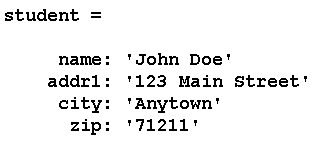 student =
name: 'John Doe'
addr1: '123 Main Street'
city: 'Anytown'
zip: '71211'